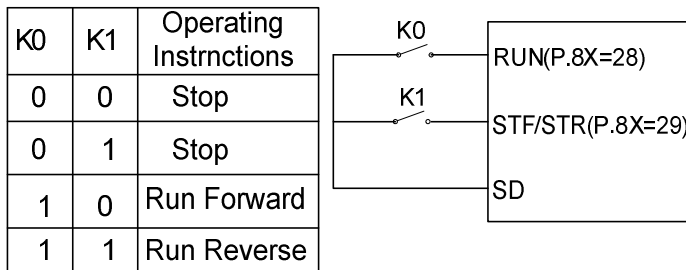 K0 K1 Operating Instrnctions
0 0 Stop
0 1 Stop
1 0 Run Forward
1 1 Run Reverse
K0
RUN(P.8X=28)
K1
STF/STR(P.8X=29)
SD